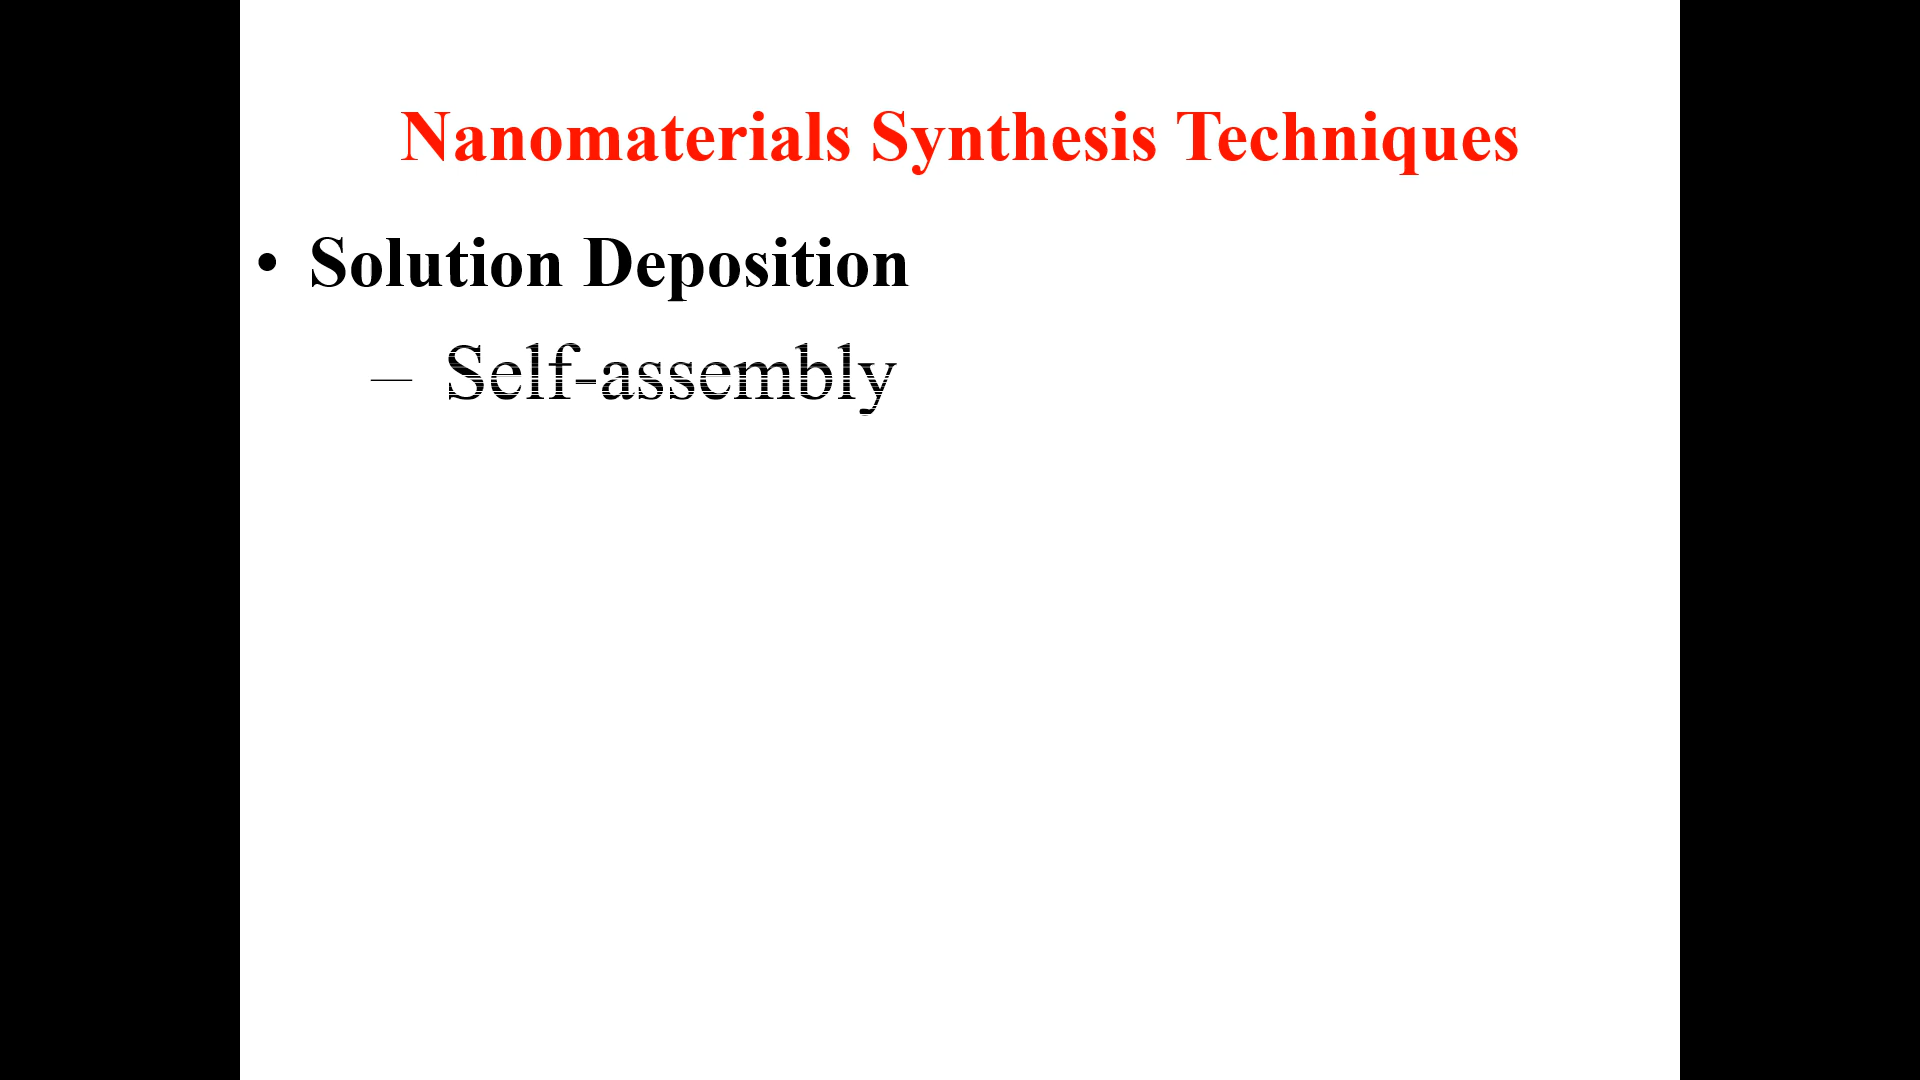 Nanomaterials Synthesis Techniques
• Solution Deposition
– Self-assembly